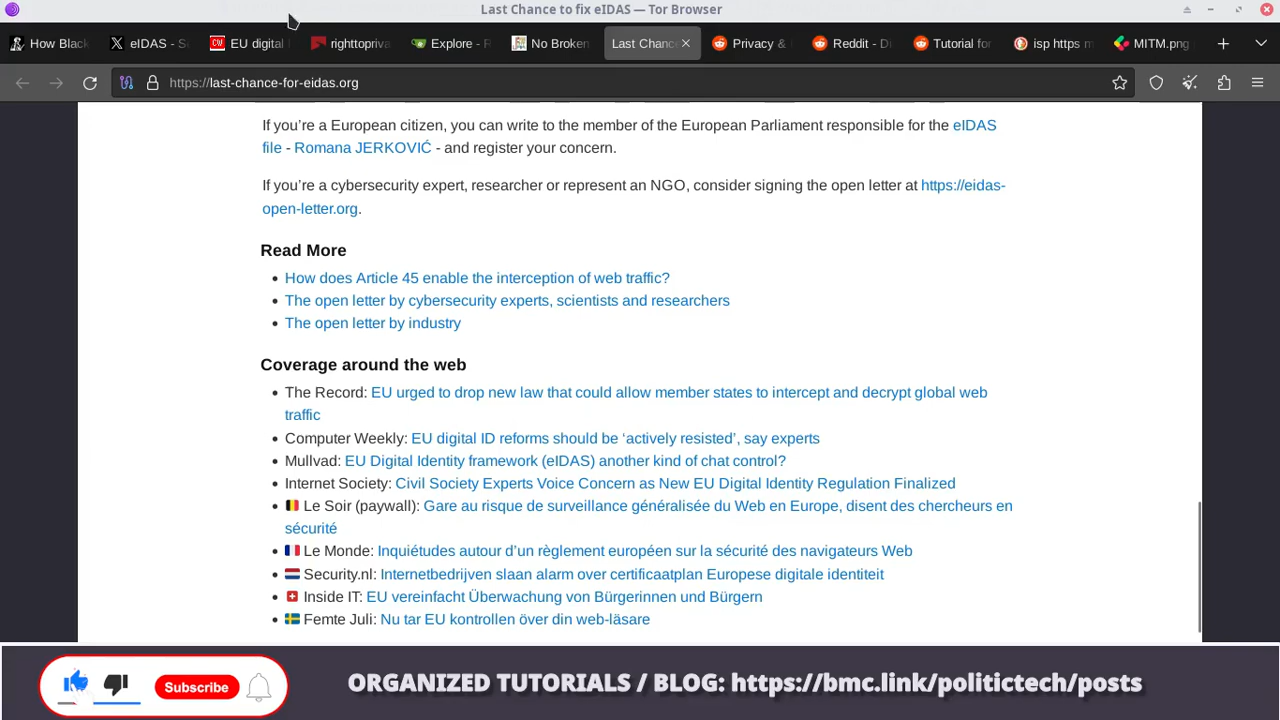 Last Chance to fix eIDAS — Tor Browser
How Black
eIDAS - S
EU digital
righttopriva
Explore - R
No Broken
Last Chanc
Privacy &
Reddit - Di
Tutorial for
isp https m
MITM.png
https://last-chance-for-eidas.org
If you're a European citizen, you can write to the member of the European Parliament responsible for the eIDAS
file - Romana JERKOVIĆ - and register your concern.
If you're a cybersecurity expert, researcher or represent an NGO, consider signing the open letter at https://eidas-
open-letter.org.
Read More
How does Article 45 enable the interception of web traffic?
The open letter by cybersecurity experts, scientists and researchers
The open letter by industry
Coverage around the web
The Record: EU urged to drop new law that could allow member states to intercept and decrypt global web
traffic
Computer Weekly: EU digital ID reforms should be ‘actively resisted’, say experts
Mullvad: EU Digital Identity framework (eIDAS) another kind of chat control?
Internet Society: Civil Society Experts Voice Concern as New EU Digital Identity Regulation Finalized
Le Soir (paywall): Gare au risque de surveillance généralisée du Web en Europe, disent des chercheurs en
sécurité
Le Monde: Inquiétudes autour d’un règlement européen sur la sécurité des navigateurs Web
Security.nl: Internetbedrijven slaan alarm over certificaatplan Europese digitale identiteit
Inside IT: EU vereinfacht Überwachung von Bürgerinnen und Bürgern
Femte Juli: Nu tar EU kontrollen över din web-läsare
Subscribe
ORGANIZED TUTORIALS / BLOG: https://bmc.link/politictech/posts